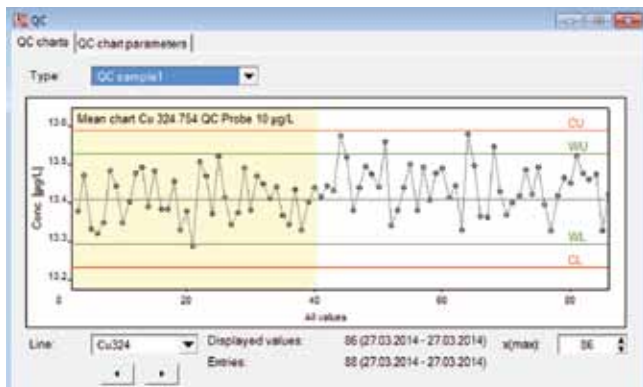 QC
QC charts QC chart parameters
Type: QC sample1
Mean chart Cu 324.754 QC Probe 10 µg/L
Conc. [µg/L]
13.6
13.5
13.4
13.3
13.2
CU
WU
WL
CL
0 20 40 60 80
All values
Line: Cu324 Displayed values: 86 (27.03.2014 - 27.03.2014) x(max): 86
Entries: 88 (27.03.2014 - 27.03.2014)